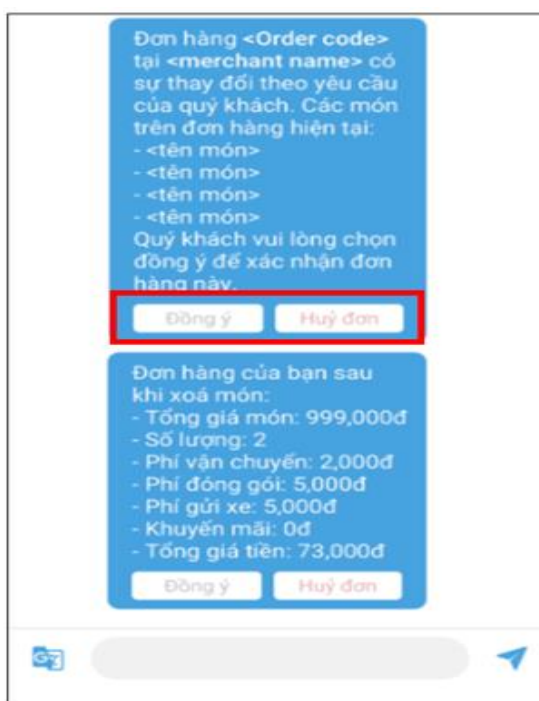 Đơn hàng <Order code>
tại <merchant name> có
sự thay đổi theo yêu cầu
của quý khách. Các món
trên đơn hàng hiện tại:
- <tên món>
- <tên món>
- <tên món>
- <tên món>
Quý khách vui lòng chọn
đồng ý để xác nhận đơn
hàng này.
Đồng ý Huỷ đơn
Đơn hàng của bạn sau
khi xoá món:
- Tổng giá món: 999,000đ
- Số lượng: 2
- Phí vận chuyển: 2,000đ
- Phí đóng gói: 5,000đ
- Phí gửi xe: 5,000đ
- Khuyến mãi: 0đ
- Tổng giá tiền: 73,000đ
Đồng ý Huỷ đơn